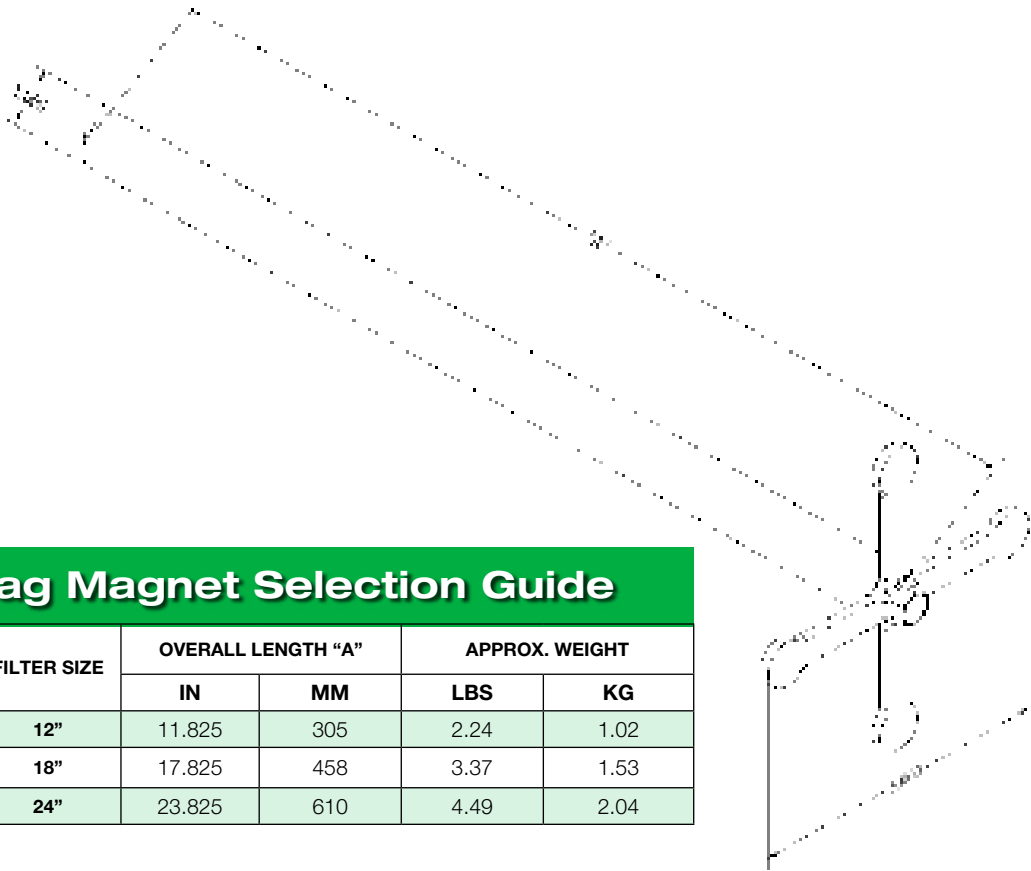 ag Magnet Selection Guide
FILTER SIZE OVERALL LENGTH “A” APPROX. WEIGHT
IN MM LBS KG
12” 11.825 305 2.24 1.02
18” 17.825 458 3.37 1.53
24” 23.825 610 4.49 2.04